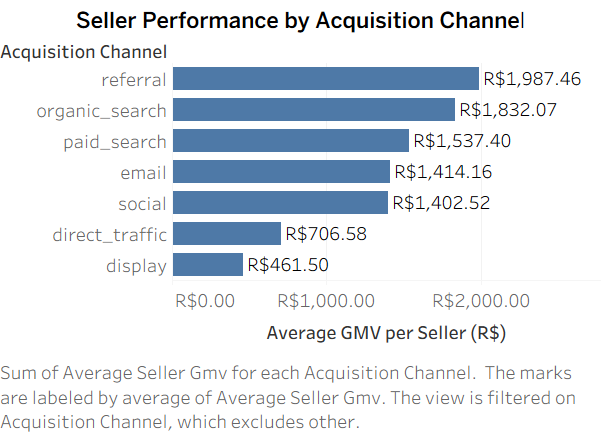 Seller Performance by Acquisition Channel
Acquisition Channel
referral R$1,987.46
organic_search R$1,832.07
paid_search R$1,537.40
email R$1,414.16
social R$1,402.52
direct_traffic R$706.58
display R$461.50
R$0.00 R$1,000.00 R$2,000.00
Average GMV per Seller (R$)
Sum of Average Seller Gmv for each Acquisition Channel.  The marks
are labeled by average of Average Seller Gmv. The view is filtered on
Acquisition Channel, which excludes other.